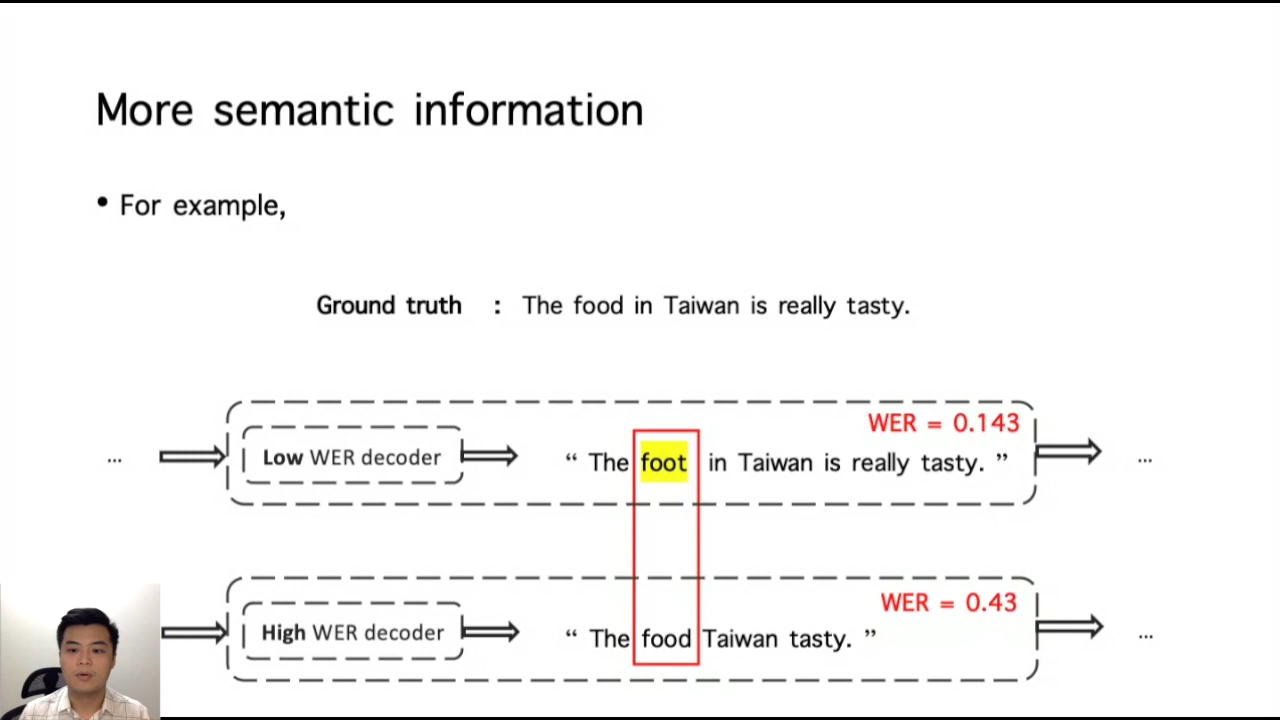 More semantic information
• For example,
Ground truth : The food in Taiwan is really tasty.
WER = 0.143
... Low WER decoder “ The foot in Taiwan is really tasty. ” ...
WER = 0.43
High WER decoder “ The food Taiwan tasty. ” ...